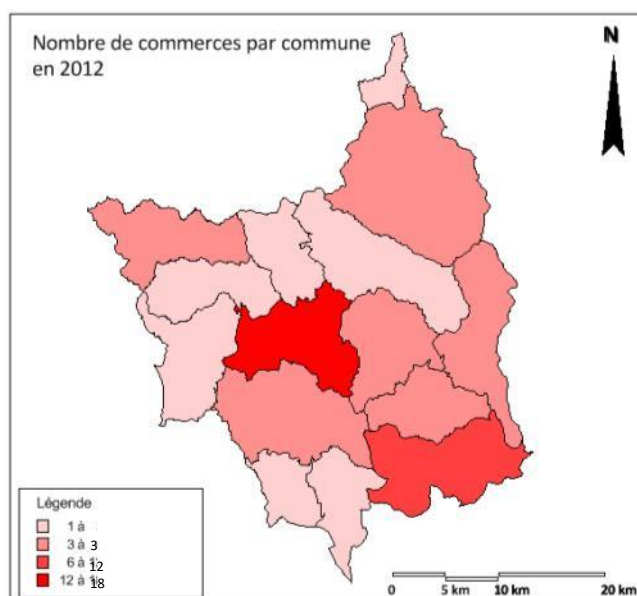 Nombre de commerces par commune
en 2012
N
Légende
1 à
3 à 3
6 à 12
12 à 18
0 5 km 10 km 20 km